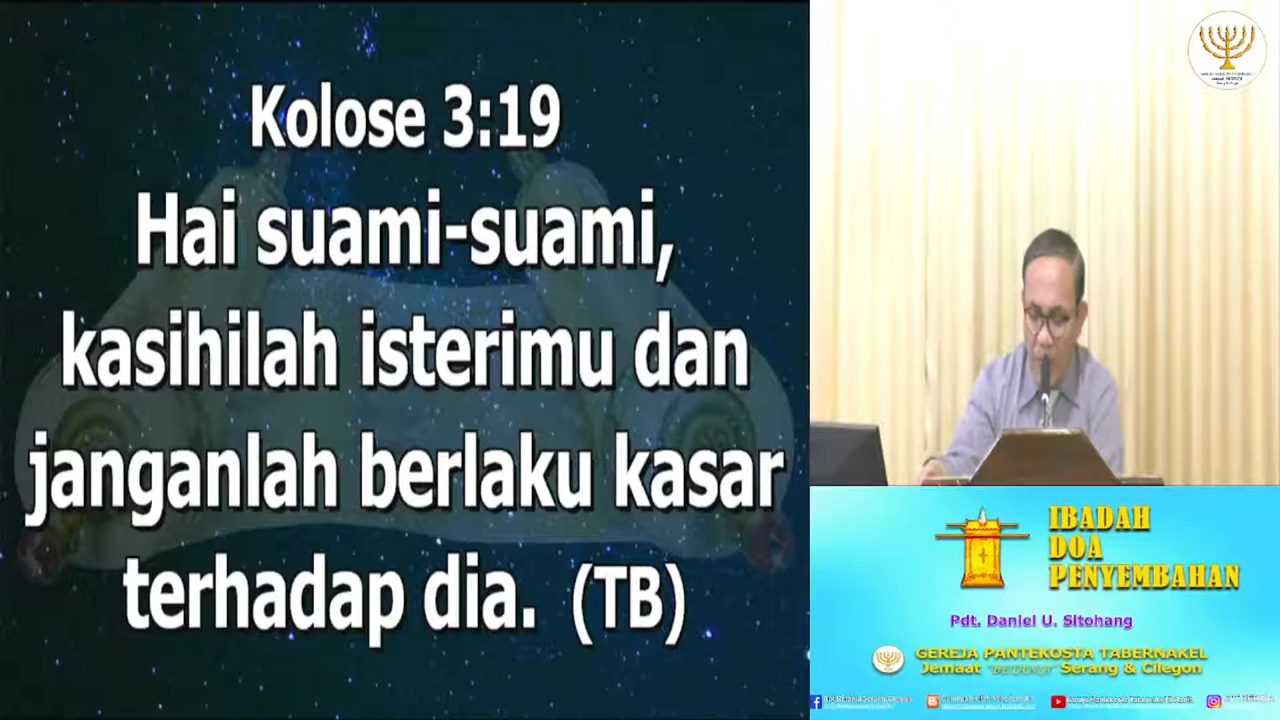 Kolose 3:19
Hai suami-suami,
kasihilah isterimu dan
janganlah berlaku kasar
terhadap dia. (TB)
IBADAH
DOA
PENYEMBAHAN
Pdt. Daniel U. Sitohang
GEREJA PANTEKOSTA TABERNAKEL
Jemaat "BETANIA" Serang & Cilegon